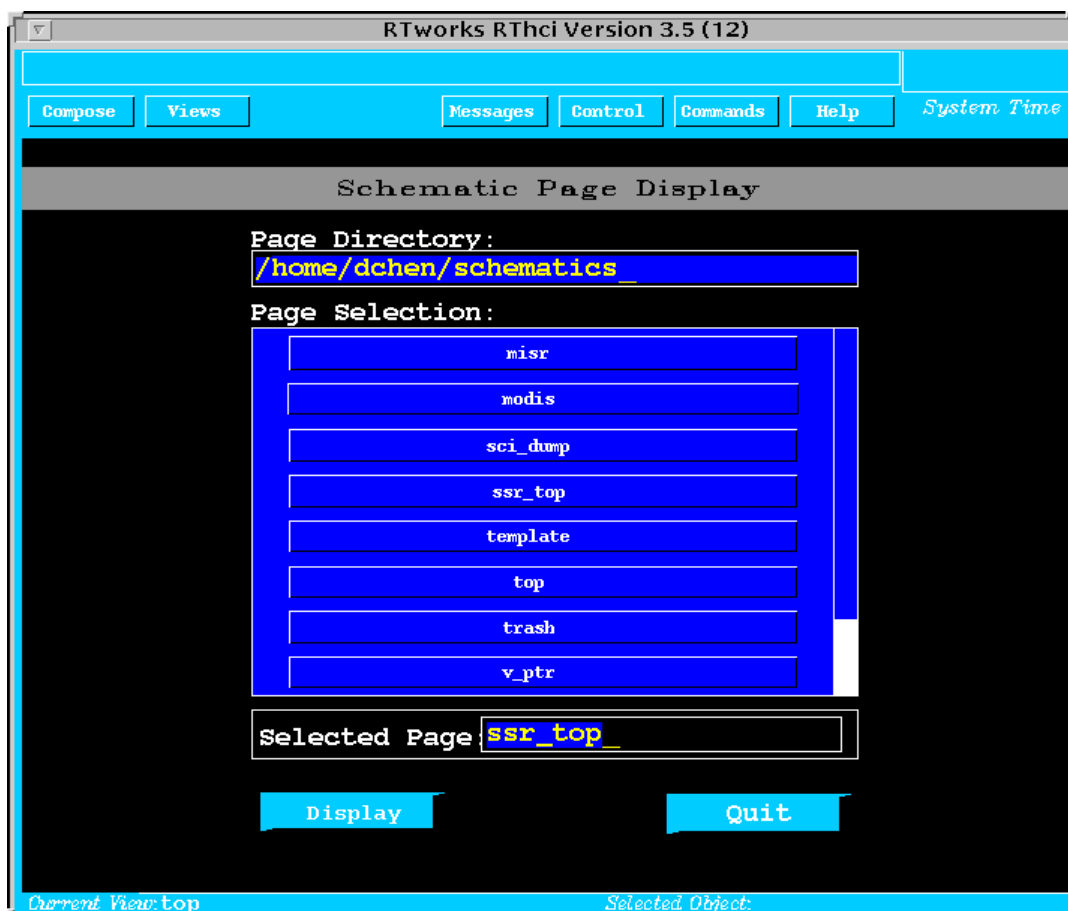 RTworks RThci Version 3.5 (12)
Compose Views Messages Control Commands Help System Time
Schematic Page Display
Page Directory:
/home/dchen/schematics_
Page Selection:
misr
modis
sci_dump
ssr_top
template
top
trash
v_ptr
Selected Page: ssr_top_
Display Quit
Current View: top Selected Object: